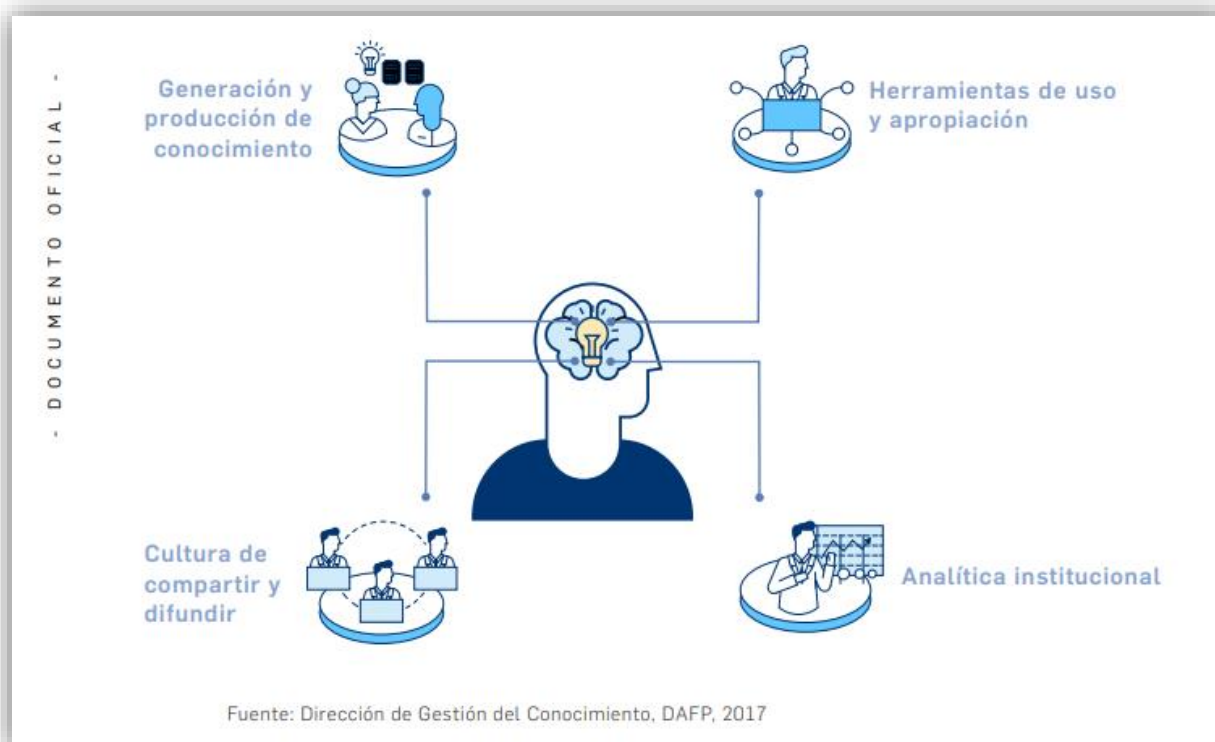 - DOCUMENTO OFICIAL -
Generación y
producción de
conocimiento
Herramientas de uso
y apropiación
Cultura de
compartir y
difundir
Analítica institucional
Fuente: Dirección de Gestión del Conocimiento, DAFP, 2017